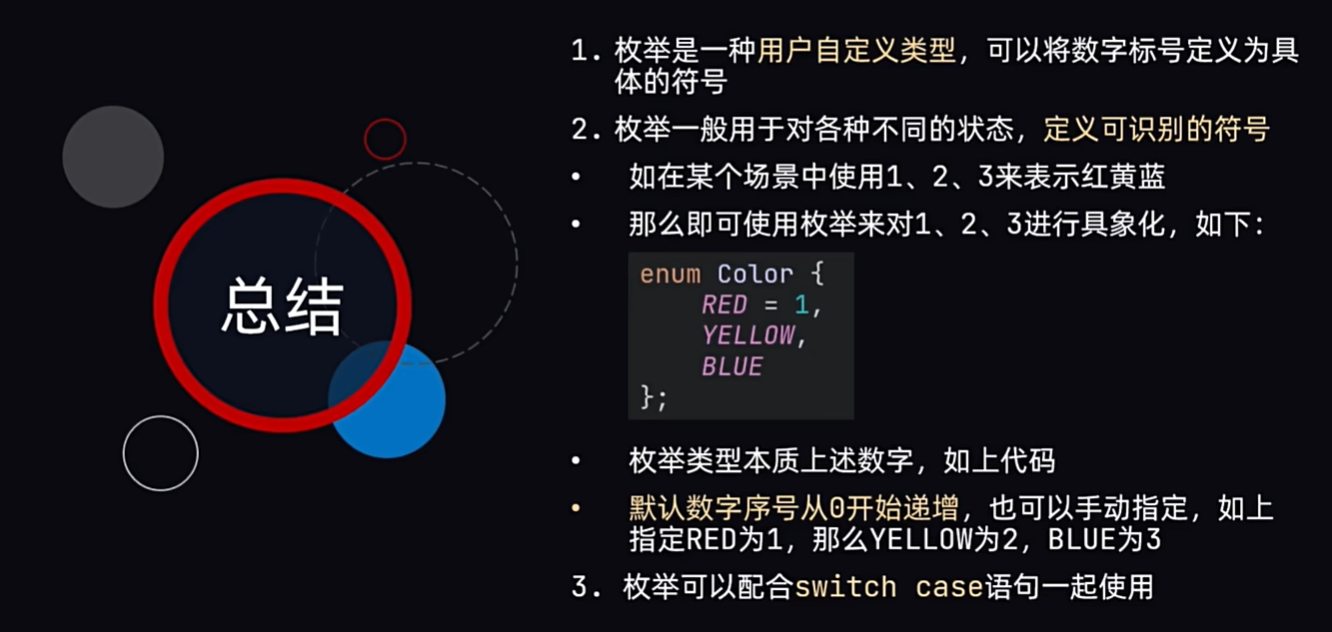 总结
1. 枚举是一种用户自定义类型，可以将数字标号定义为具
体的符号
2. 枚举一般用于对各种不同的状态，定义可识别的符号
• 如在某个场景中使用1、2、3来表示红黄蓝
• 那么即可使用枚举来对1、2、3进行具象化，如下：
enum Color {
    RED = 1,
    YELLOW,
    BLUE
};
• 枚举类型本质上述数字，如上代码
• 默认数字序号从0开始递增，也可以手动指定，如上
指定RED为1，那么YELLOW为2，BLUE为3
3. 枚举可以配合switch case语句一起使用